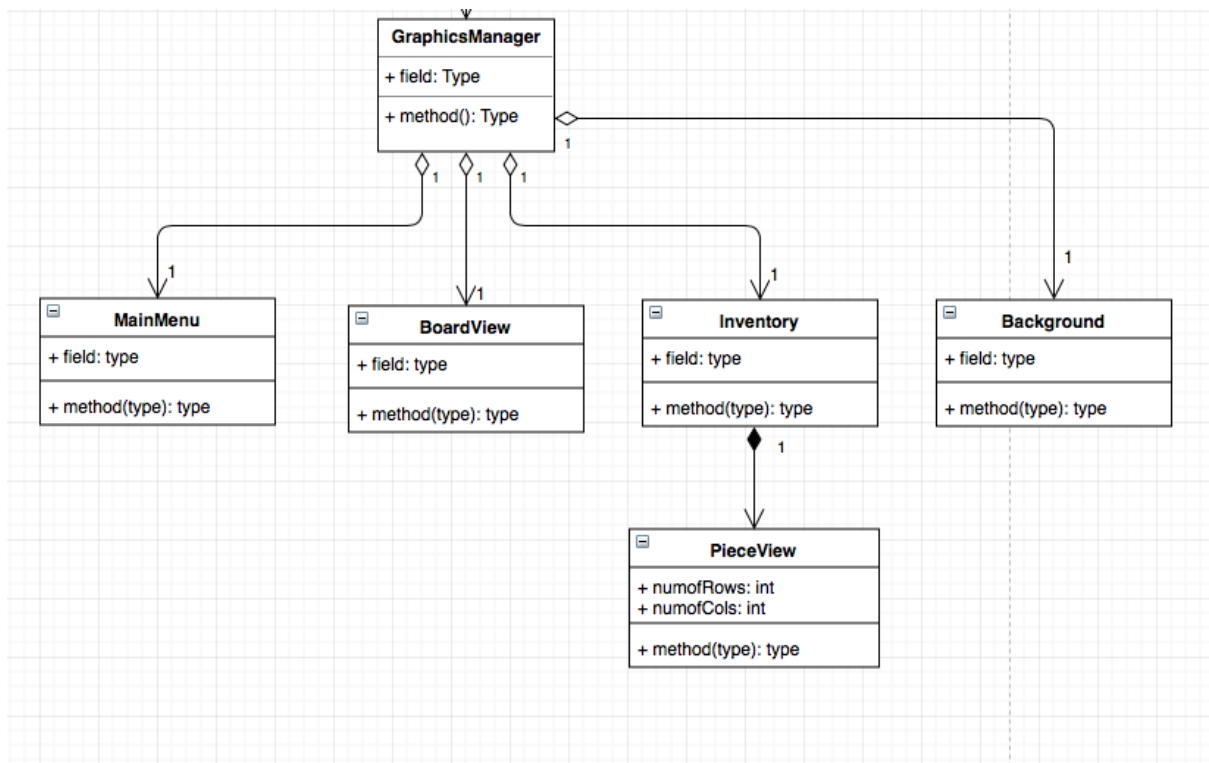 GraphicsManager
+ field: Type
+ method(): Type
1
1
1
1
1
1
1
1
MainMenu
+ field: type
+ method(type): type
BoardView
+ field: type
+ method(type): type
Inventory
+ field: type
+ method(type): type
Background
+ field: type
+ method(type): type
1
PieceView
+ numofRows: int
+ numofCols: int
+ method(type): type